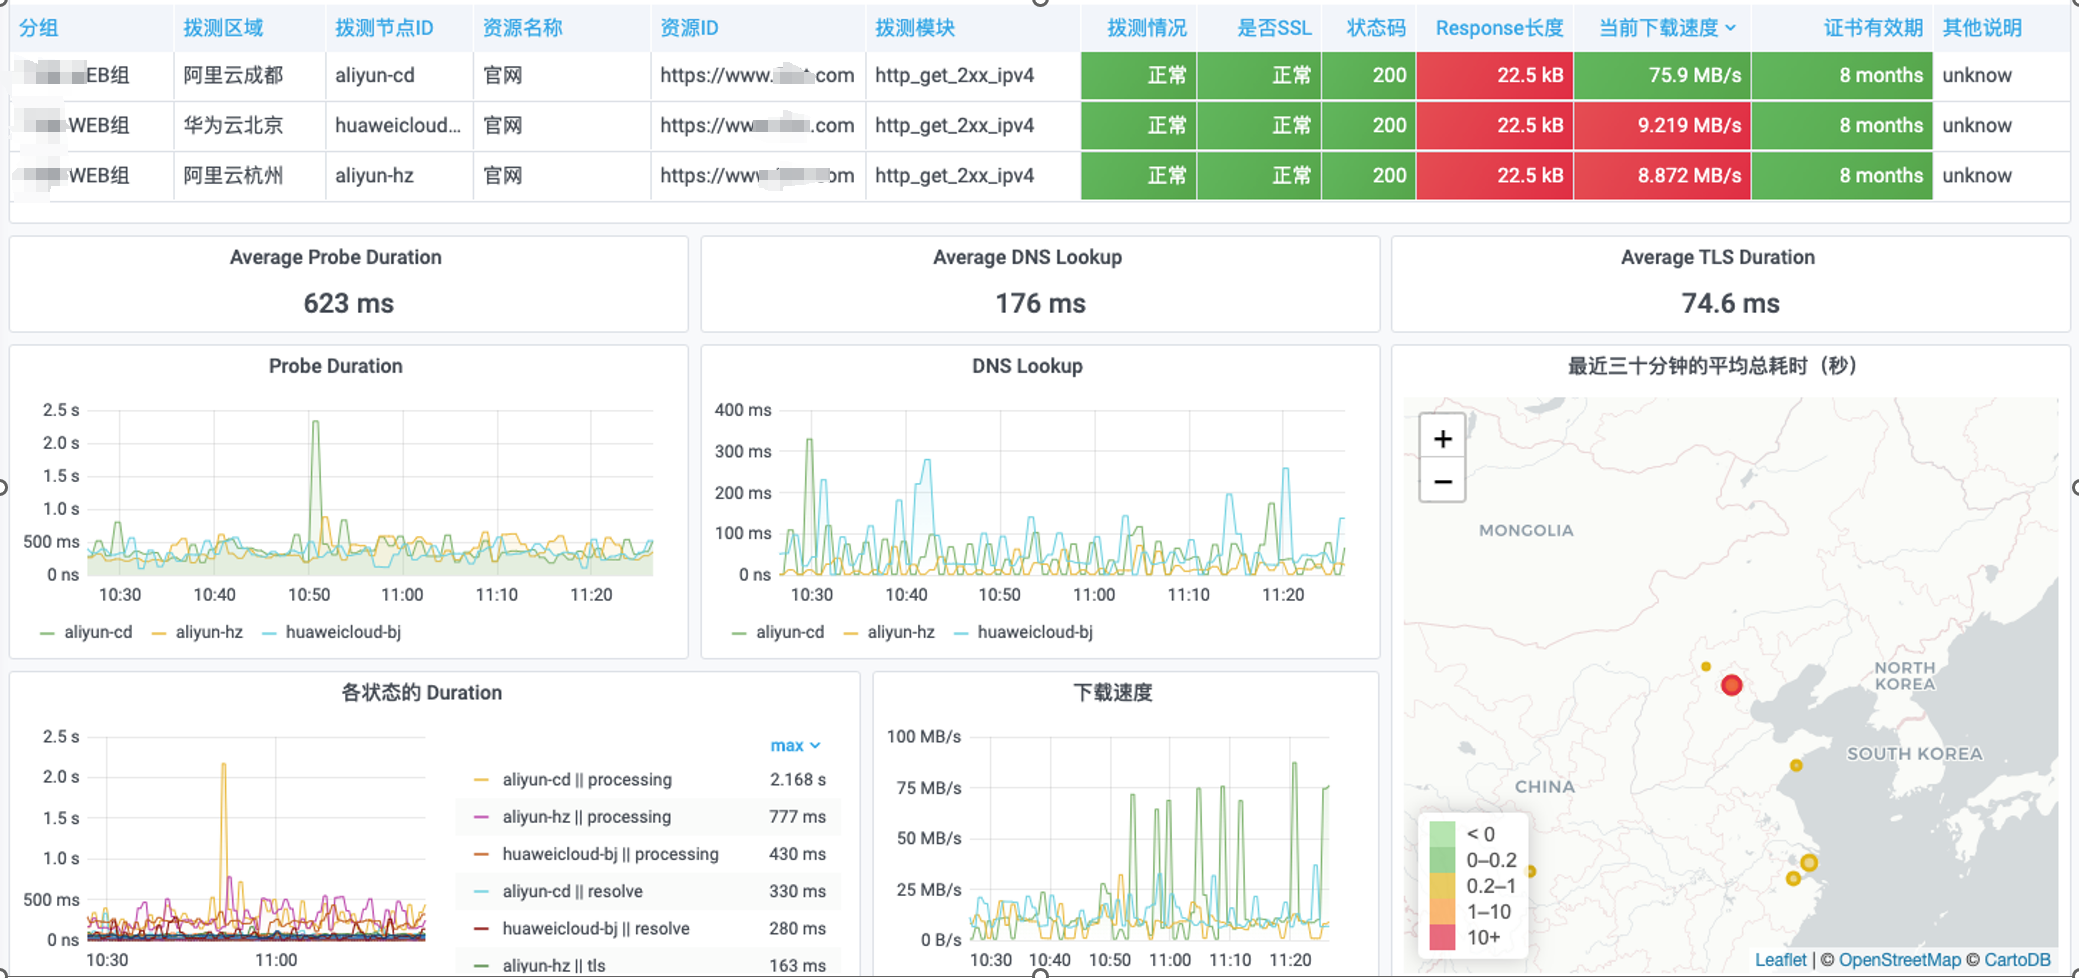 分组 拨测区域 拨测节点ID 资源名称 资源ID 拨测模块 拨测情况 是否SSL 状态码 Response长度 当前下载速度 证书有效期 其他说明
EB组 阿里云成都 aliyun-cd 官网 https://www. .com http_get_2xx_ipv4 正常 正常 200 22.5 kB 75.9 MB/s 8 months unknow
WEB组 华为云北京 huaweicloud... 官网 https://ww .com http_get_2xx_ipv4 正常 正常 200 22.5 kB 9.219 MB/s 8 months unknow
WEB组 阿里云杭州 aliyun-hz 官网 https://www om http_get_2xx_ipv4 正常 正常 200 22.5 kB 8.872 MB/s 8 months unknow
Average Probe Duration
623 ms
Average DNS Lookup
176 ms
Average TLS Duration
74.6 ms
Probe Duration
2.5 s
2.0 s
1.5 s
1.0 s
500 ms
0 ns
10:30 10:40 10:50 11:00 11:10 11:20
aliyun-cd aliyun-hz huaweicloud-bj
DNS Lookup
400 ms
300 ms
200 ms
100 ms
0 ns
10:30 10:40 10:50 11:00 11:10 11:20
aliyun-cd aliyun-hz huaweicloud-bj
最近三十分钟的平均总耗时（秒）
+
−
MONGOLIA
NORTH
KOREA
SOUTH KOREA
CHINA
< 0
0–0.2
0.2–1
1–10
10+
Leaflet | © OpenStreetMap © CartoDB
各状态的 Duration
2.5 s
2.0 s
1.5 s
1.0 s
500 ms
0 ns
10:30 11:00
max
aliyun-cd || processing 2.168 s
aliyun-hz || processing 777 ms
huaweicloud-bj || processing 430 ms
aliyun-cd || resolve 330 ms
huaweicloud-bj || resolve 280 ms
aliyun-hz || tls 163 ms
下载速度
100 MB/s
75 MB/s
50 MB/s
25 MB/s
0 B/s
10:30 10:40 10:50 11:00 11:10 11:20